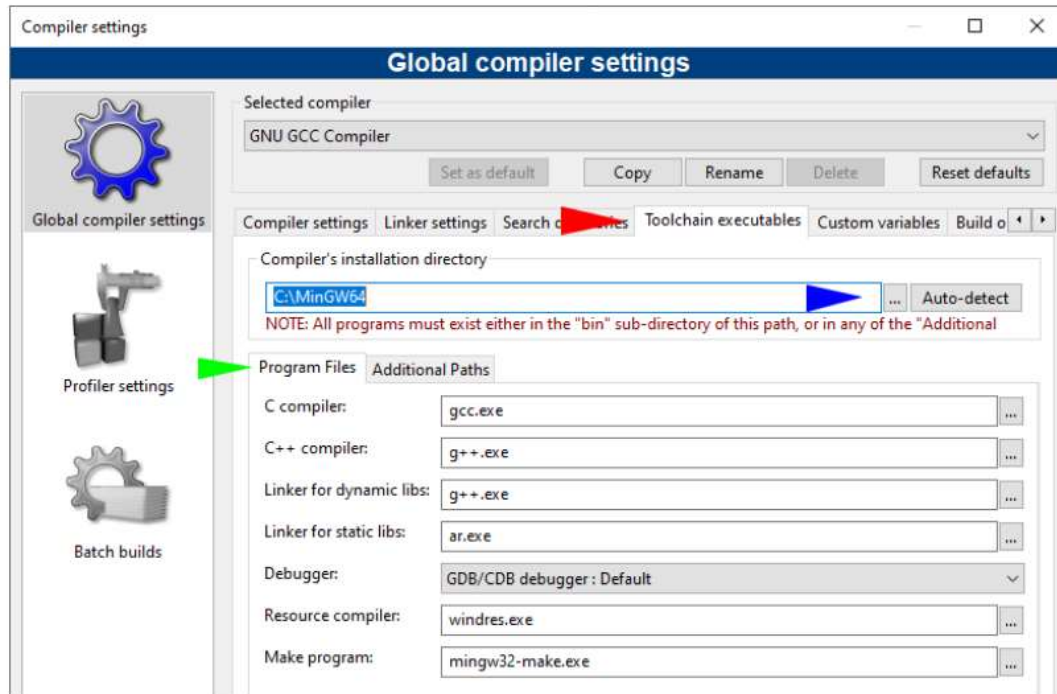 Compiler settings
Global compiler settings
Global compiler settings
Profiler settings
Batch builds
Selected compiler
GNU GCC Compiler
Set as default Copy Rename Delete Reset defaults
Compiler settings Linker settings Search Toolchain executables Custom variables Build o
Compiler's installation directory
C:\MinGW64
... Auto-detect
NOTE: All programs must exist either in the "bin" sub-directory of this path, or in any of the "Additional
Program Files Additional Paths
C compiler: gcc.exe ...
C++ compiler: g++.exe ...
Linker for dynamic libs: g++.exe ...
Linker for static libs: ar.exe ...
Debugger: GDB/CDB debugger : Default
Resource compiler: windres.exe ...
Make program: mingw32-make.exe ...